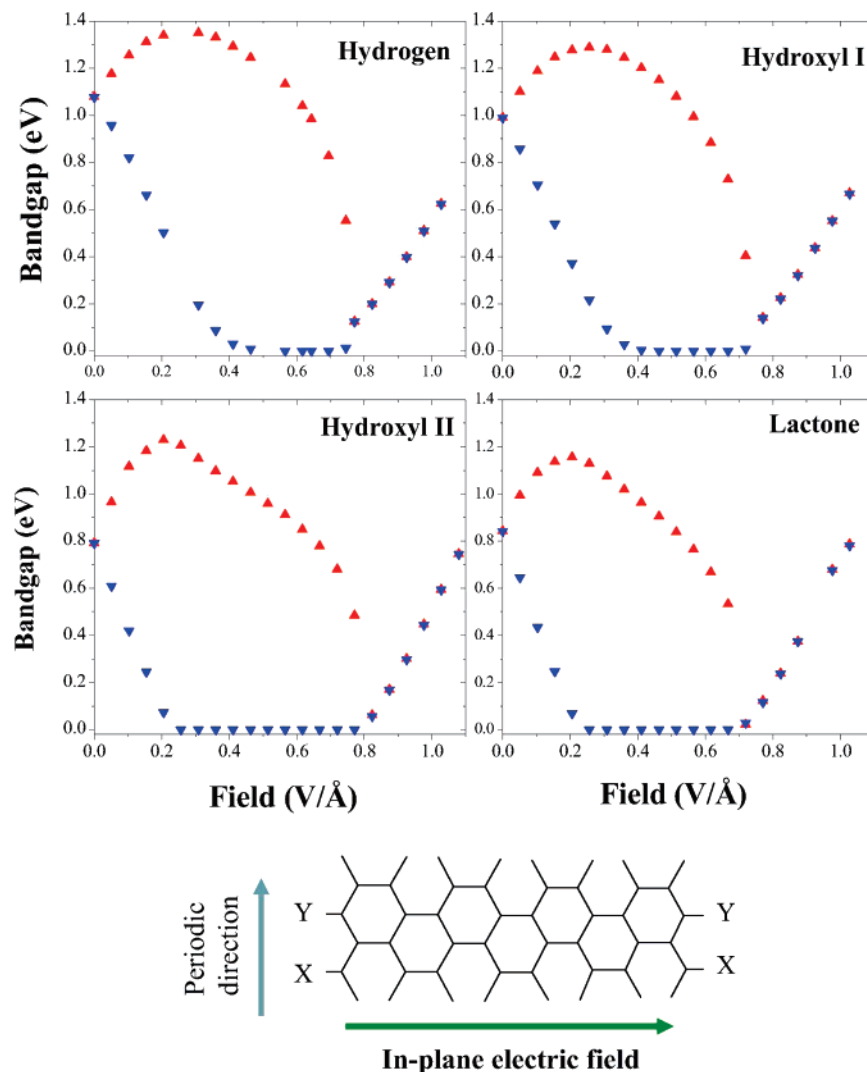 1.4
1.2
1.0
0.8
0.6
0.4
0.2
0.0
Bandgap (eV)
Hydrogen
0.0 0.2 0.4 0.6 0.8 1.0
1.4
1.2
1.0
0.8
0.6
0.4
0.2
0.0
Hydroxyl I
0.0 0.2 0.4 0.6 0.8 1.0
1.4
1.2
1.0
0.8
0.6
0.4
0.2
0.0
Bandgap (eV)
Hydroxyl II
0.0 0.2 0.4 0.6 0.8 1.0
Field (V/Å)
1.4
1.2
1.0
0.8
0.6
0.4
0.2
0.0
Lactone
0.0 0.2 0.4 0.6 0.8 1.0
Field (V/Å)
Periodic
direction
Y Y
X X
In-plane electric field